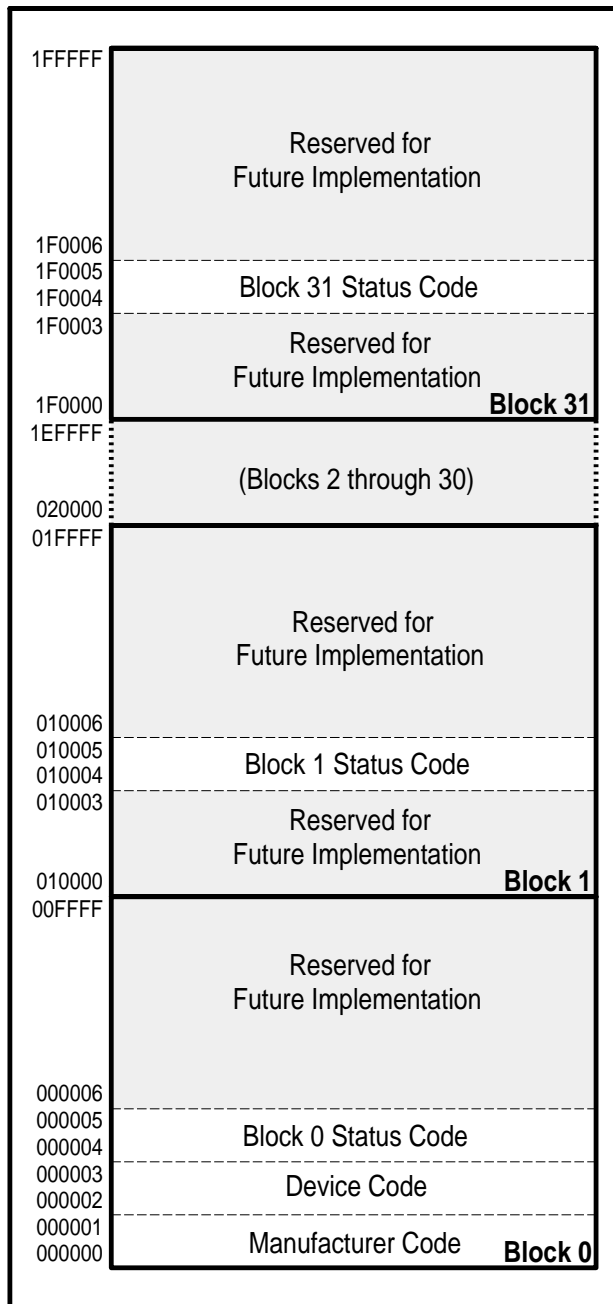 1FFFFF
Reserved for
Future Implementation
1F0006
1F0005
Block 31 Status Code
1F0004
1F0003
Reserved for
Future Implementation
1F0000
Block 31
1EFFFF
(Blocks 2 through 30)
020000
01FFFF
Reserved for
Future Implementation
010006
010005
Block 1 Status Code
010004
010003
Reserved for
Future Implementation
010000
Block 1
00FFFF
Reserved for
Future Implementation
000006
000005
Block 0 Status Code
000004
000003
Device Code
000002
000001
Manufacturer Code
000000
Block 0